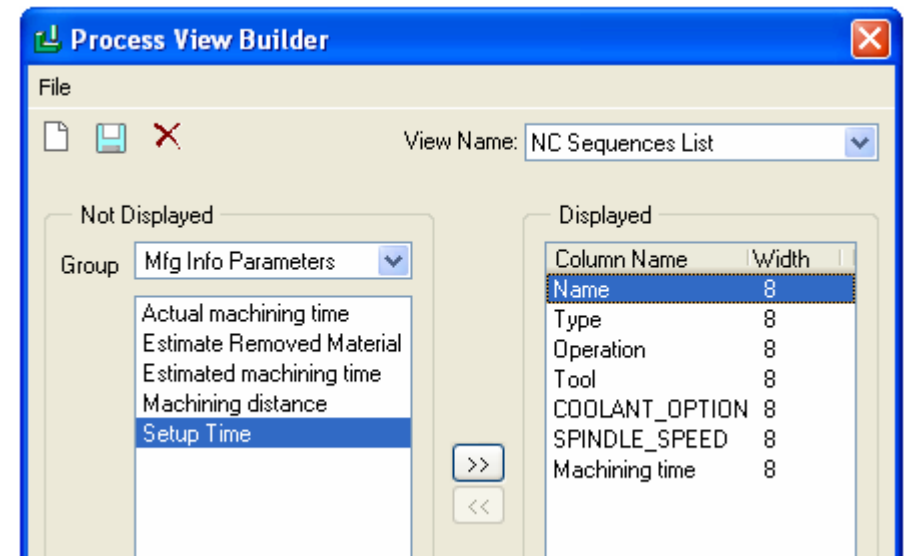 Process View Builder
File
View Name: NC Sequences List
Not Displayed
Group Mfg Info Parameters
Actual machining time
Estimate Removed Material
Estimated machining time
Machining distance
Setup Time
>>
<<
Displayed
Column Name Width
Name 8
Type 8
Operation 8
Tool 8
COOLANT_OPTION 8
SPINDLE_SPEED 8
Machining time 8